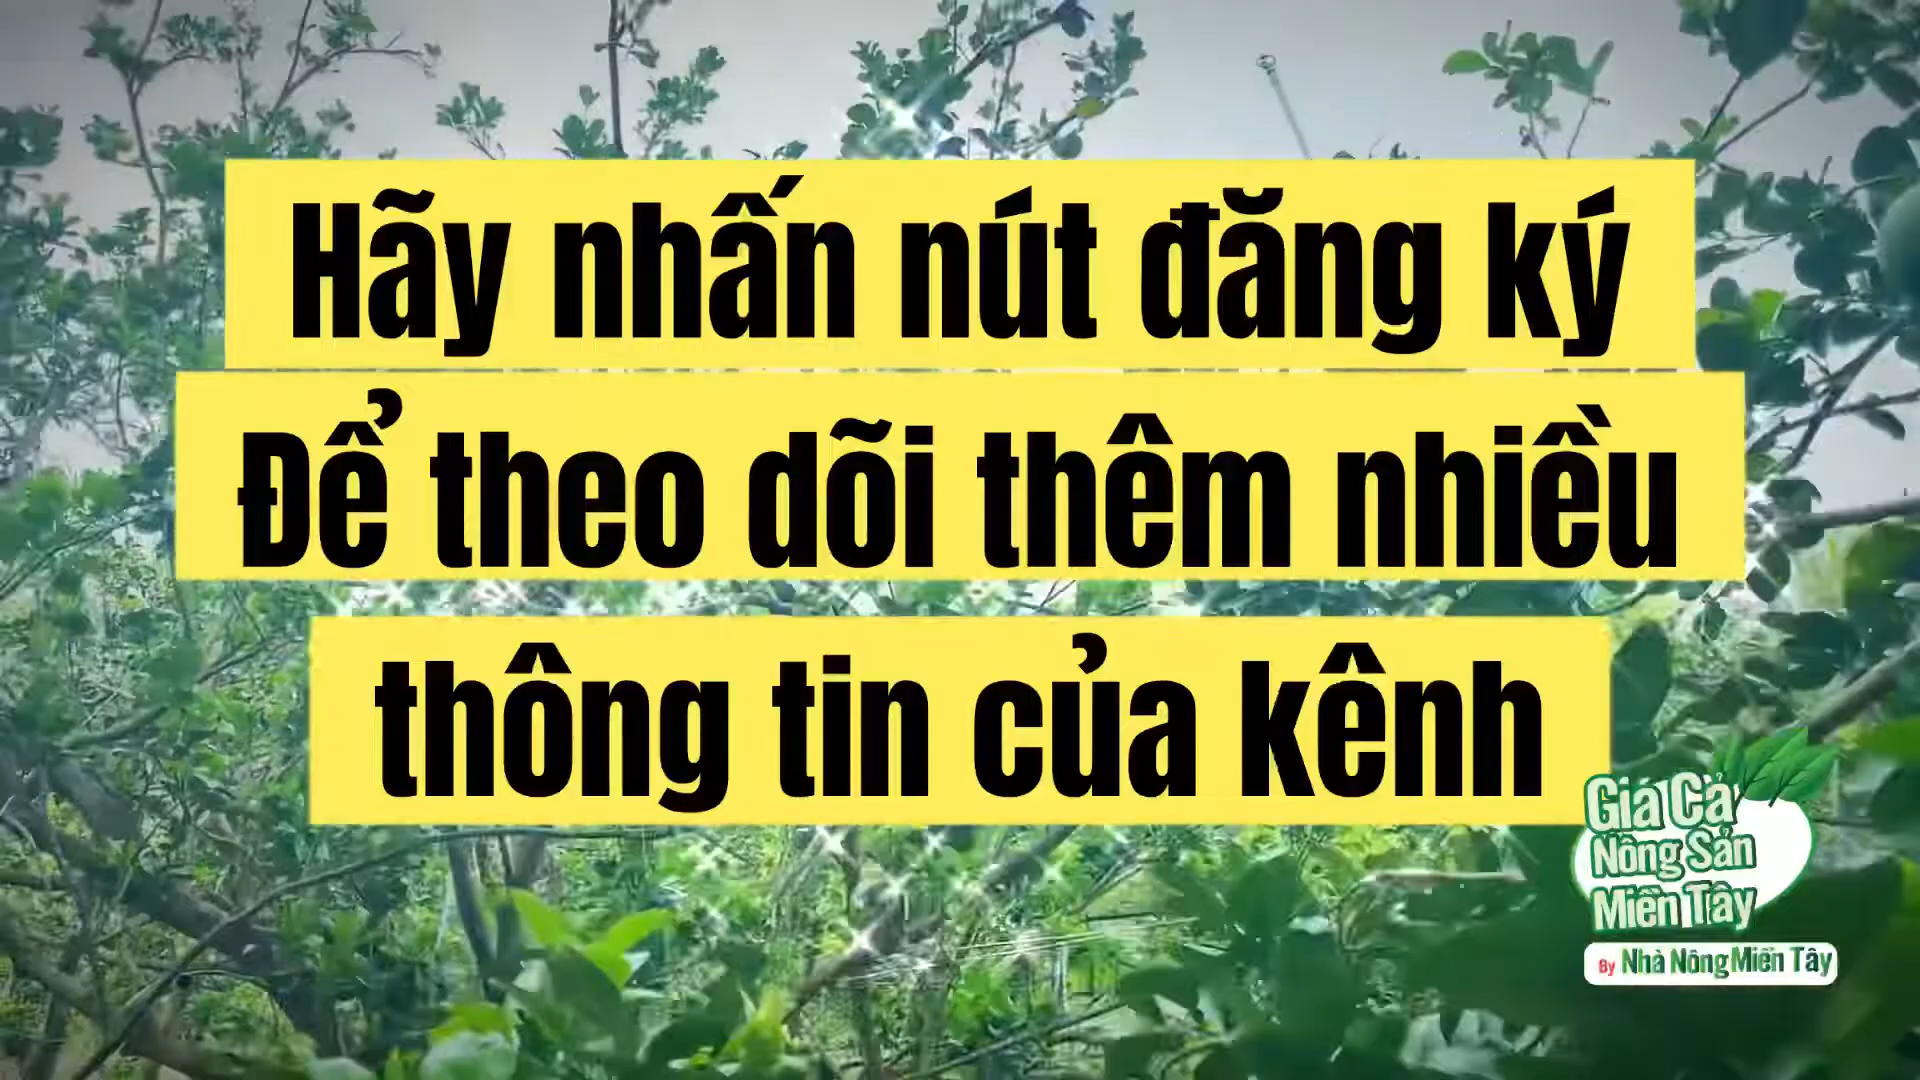 Hãy nhấn nút đăng ký
Để theo dõi thêm nhiều
thông tin của kênh
Giá Cả
Nông Sản
Miền Tây
By Nhà Nông Miền Tây